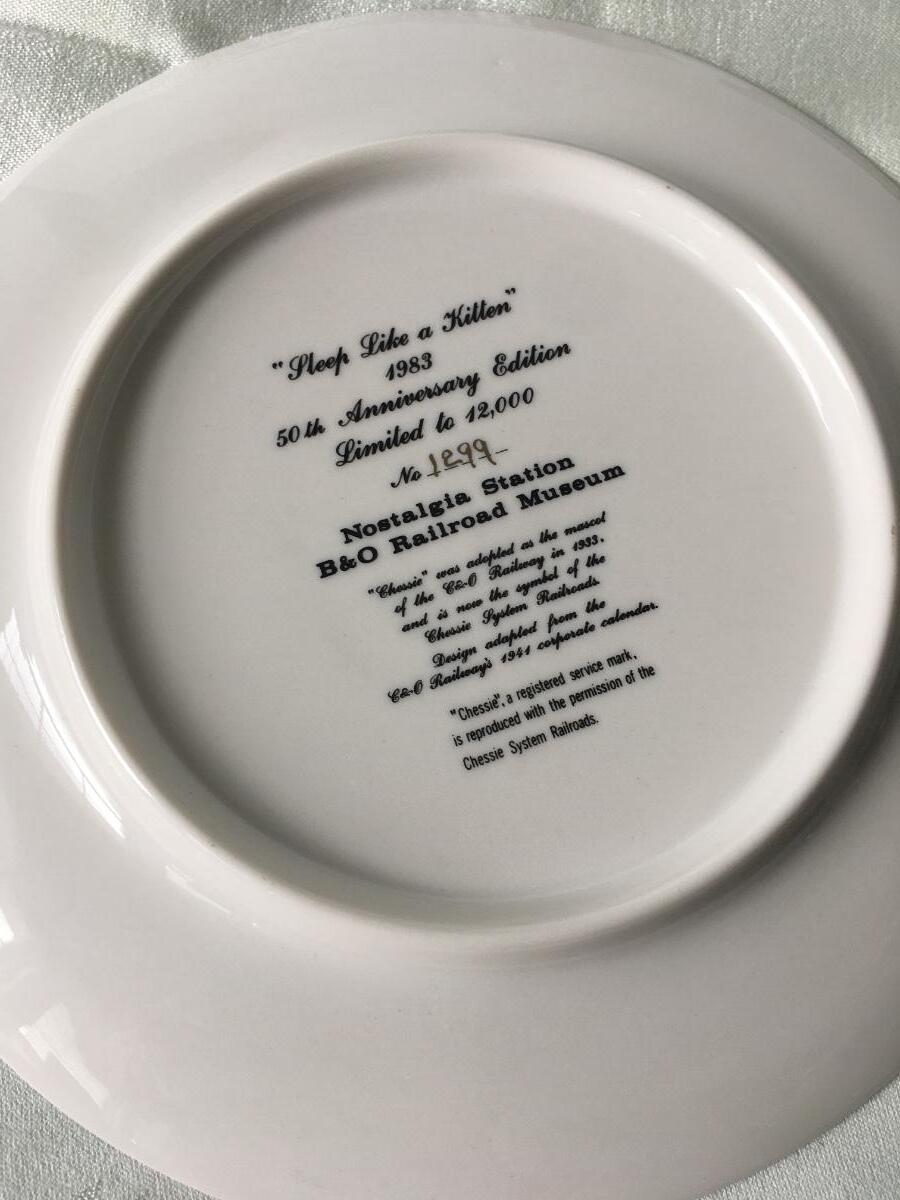 "Sleep Like a Kitten"
1983
50th Anniversary Edition
Limited to 12,000
No 1299
Nostalgia Station
B&O Railroad Museum
"Chessie" was adopted as the mascot
of the C&O Railway in 1933,
and is now the symbol of the
Chessie System Railroads.
Design adapted from the
C&O Railway's 1941 corporate calendar.
"Chessie", a registered service mark,
is reproduced with the permission of the
Chessie System Railroads.